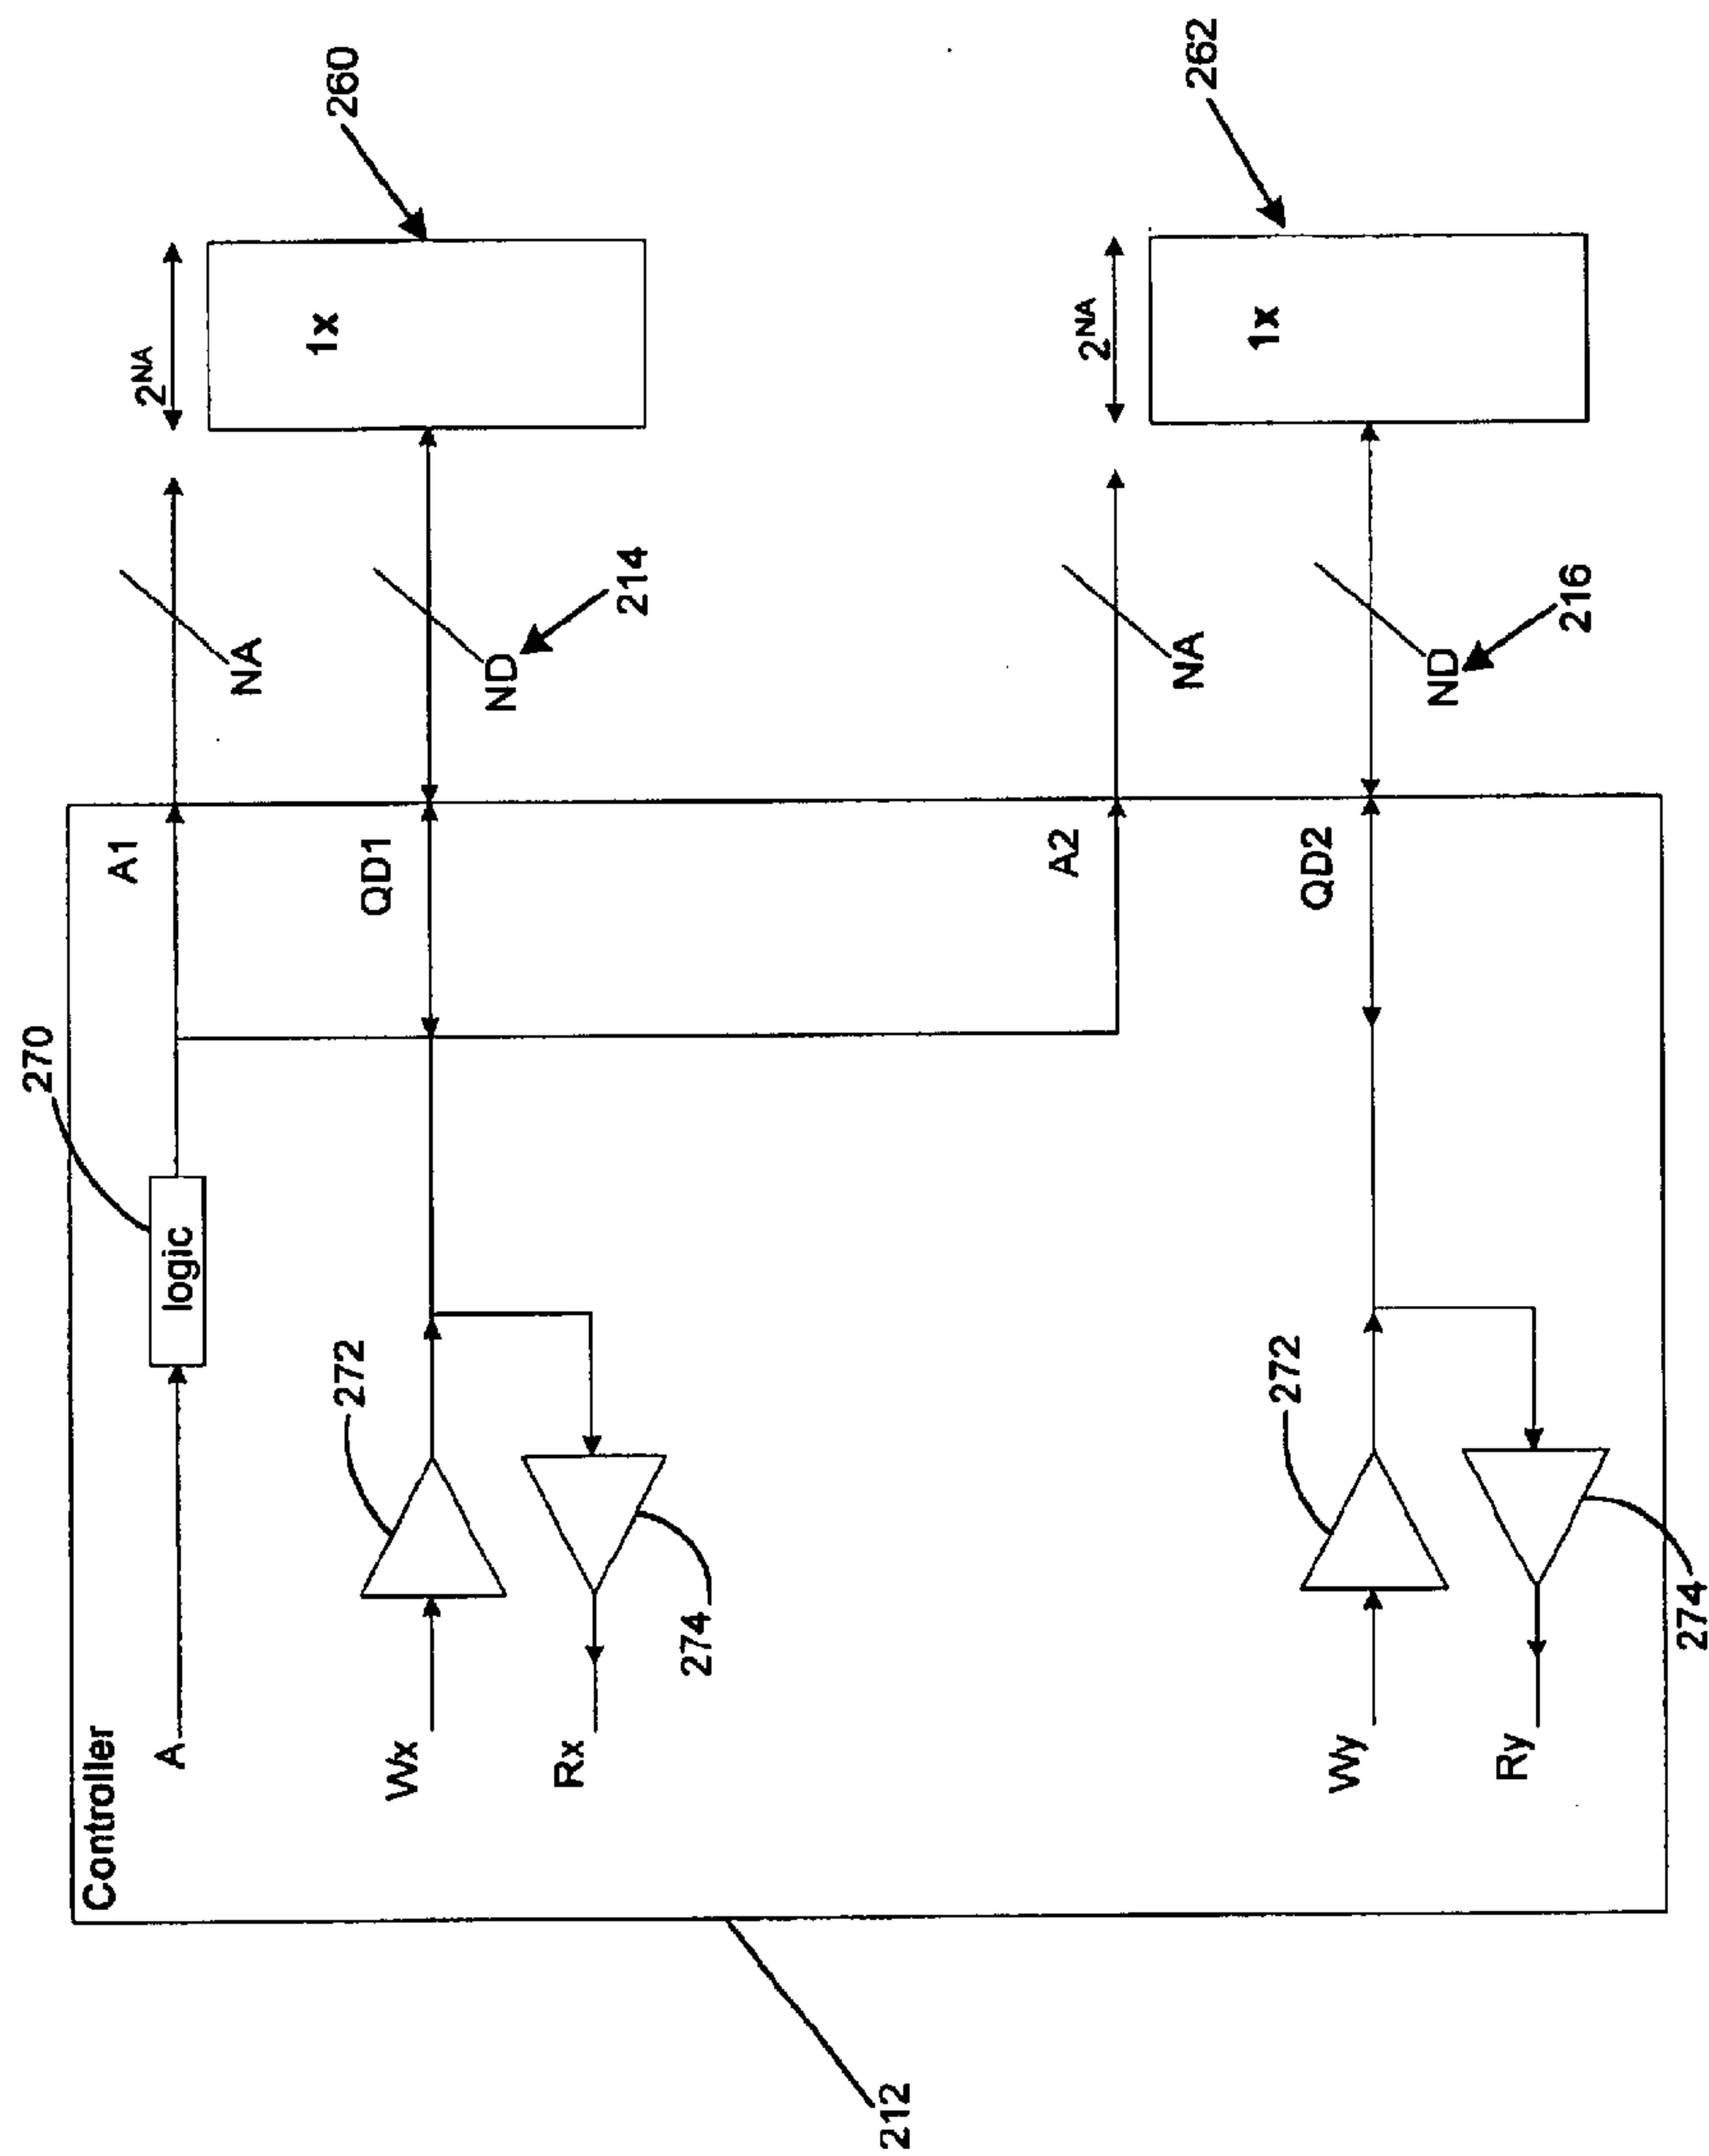 Controller
A
270
logic
A1
NA
2^NA
Wx
272
QD1
ND
214
1x
260
Rx
274
A2
NA
2^NA
Wy
272
QD2
ND
216
1x
262
Ry
274
212